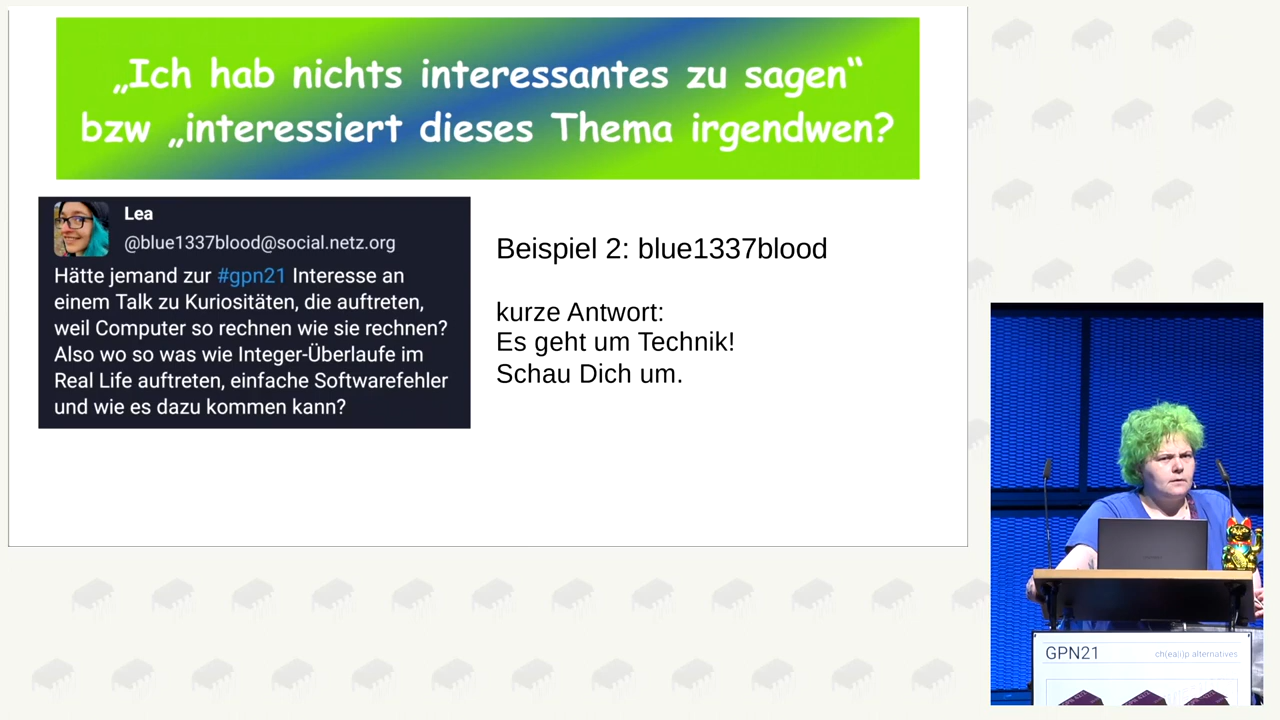 „Ich hab nichts interessantes zu sagen“
bzw „interessiert dieses Thema irgendwen?
Lea
@blue1337blood@social.netz.org
Hätte jemand zur #gpn21 Interesse an
einem Talk zu Kuriositäten, die auftreten,
weil Computer so rechnen wie sie rechnen?
Also wo so was wie Integer-Überlaufe im
Real Life auftreten, einfache Softwarefehler
und wie es dazu kommen kann?
Beispiel 2: blue1337blood
kurze Antwort:
Es geht um Technik!
Schau Dich um.
GPN21
ch(ea|i)p alternatives